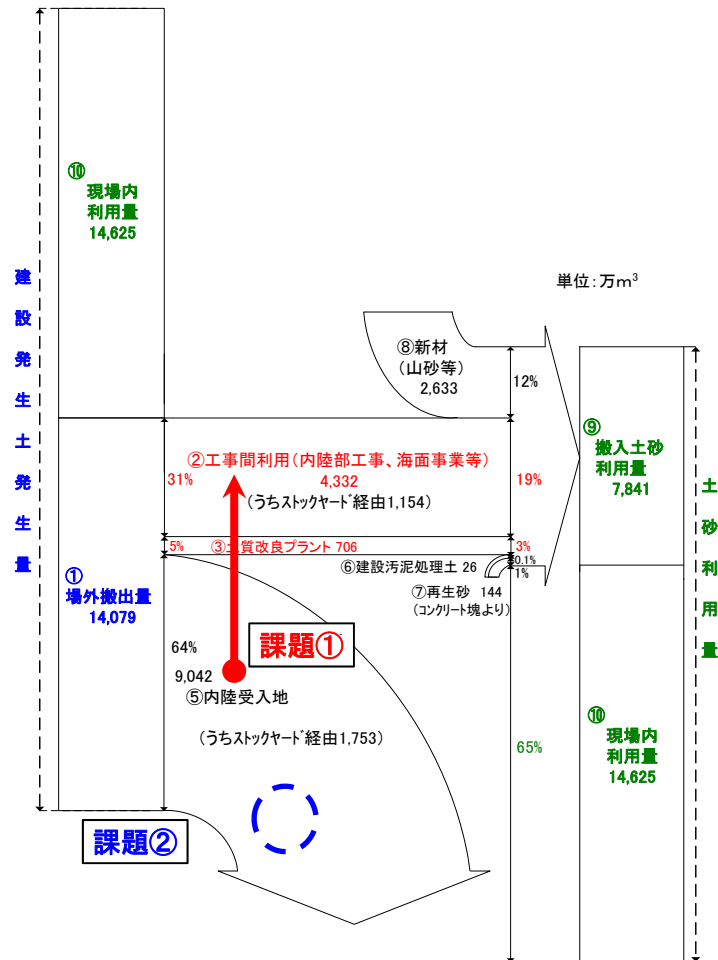 ⑩
現場内
利用量
14,625
建設発生土発生量
単位：万m³
⑧新材
（山砂等）
2,633
12%
⑨
搬入土砂
利用量
7,841
②工事間利用（内陸部工事、海面事業等）
31%
4,332
19%
（うちストックヤード経由1,154）
土砂利用量
5%
③土質改良プラント 706
3%
⑥建設汚泥処理土 26
0.1%
1%
①
場外搬出量
14,079
⑦再生砂 144
（コンクリート塊より）
64%
課題①
9,042
⑤内陸受入地
（うちストックヤード経由1,753）
65%
⑩
現場内
利用量
14,625
課題②